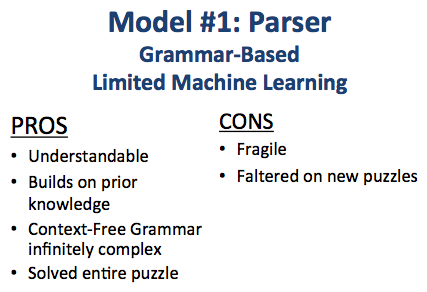 Model #1: Parser
Grammar-Based
Limited Machine Learning
PROS
• Understandable
• Builds on prior
knowledge
• Context-Free Grammar
infinitely complex
• Solved entire puzzle
CONS
• Fragile
• Faltered on new puzzles